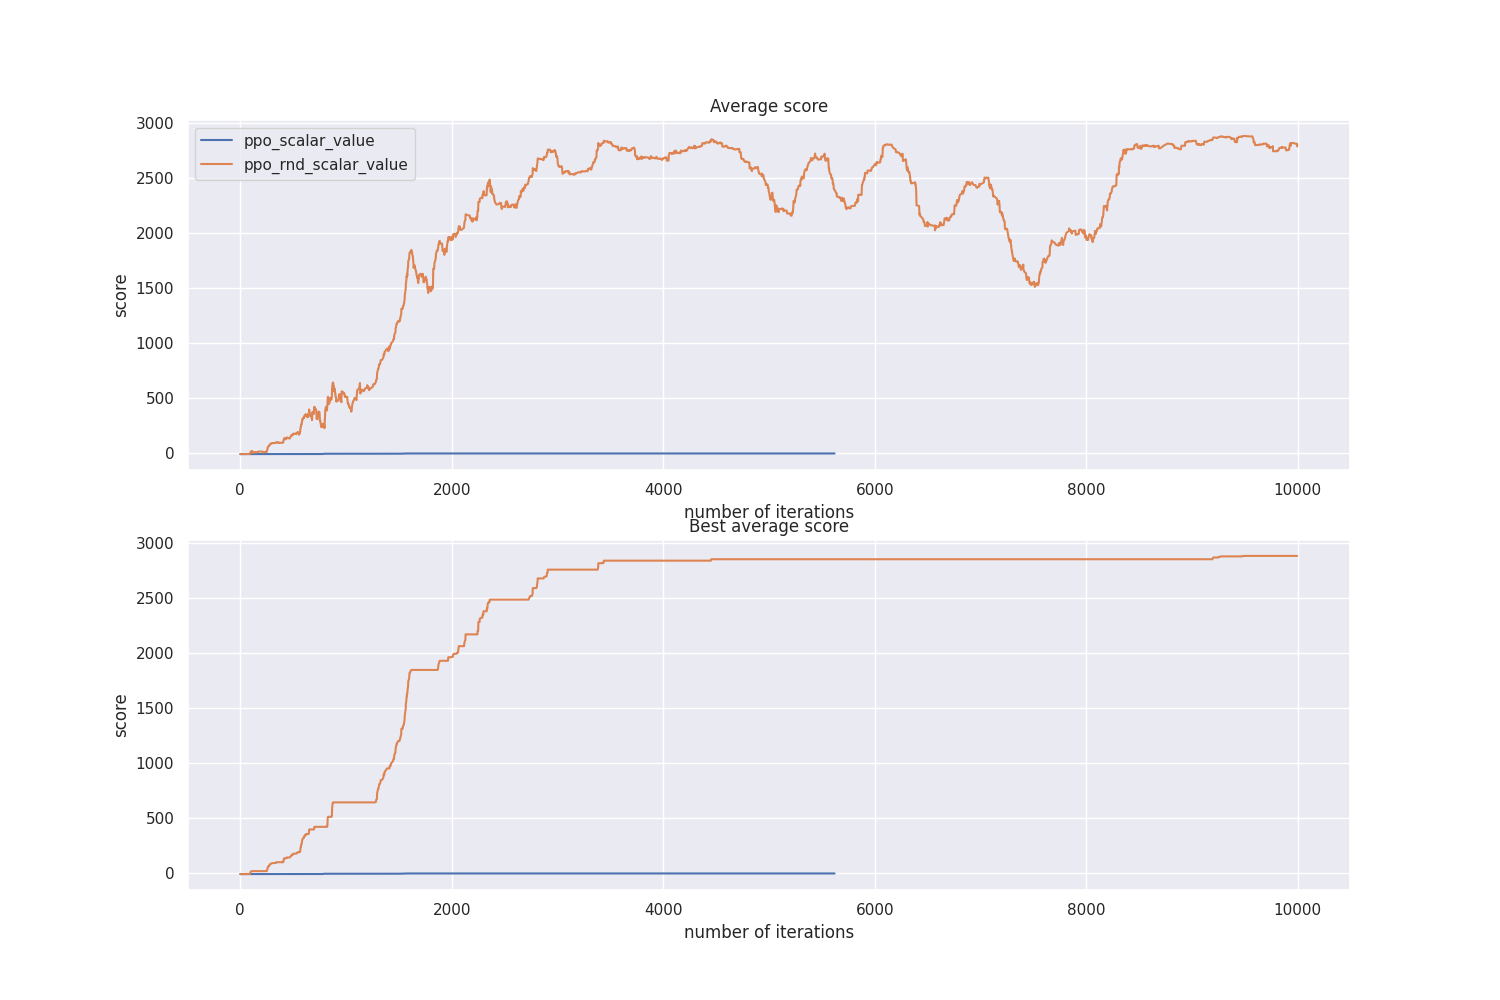 Average score
3000
2500
2000
1500
1000
500
0
score
ppo_scalar_value
ppo_rnd_scalar_value
0 2000 4000 6000 8000 10000
number of iterations
Best average score
3000
2500
2000
1500
1000
500
0
score
0 2000 4000 6000 8000 10000
number of iterations